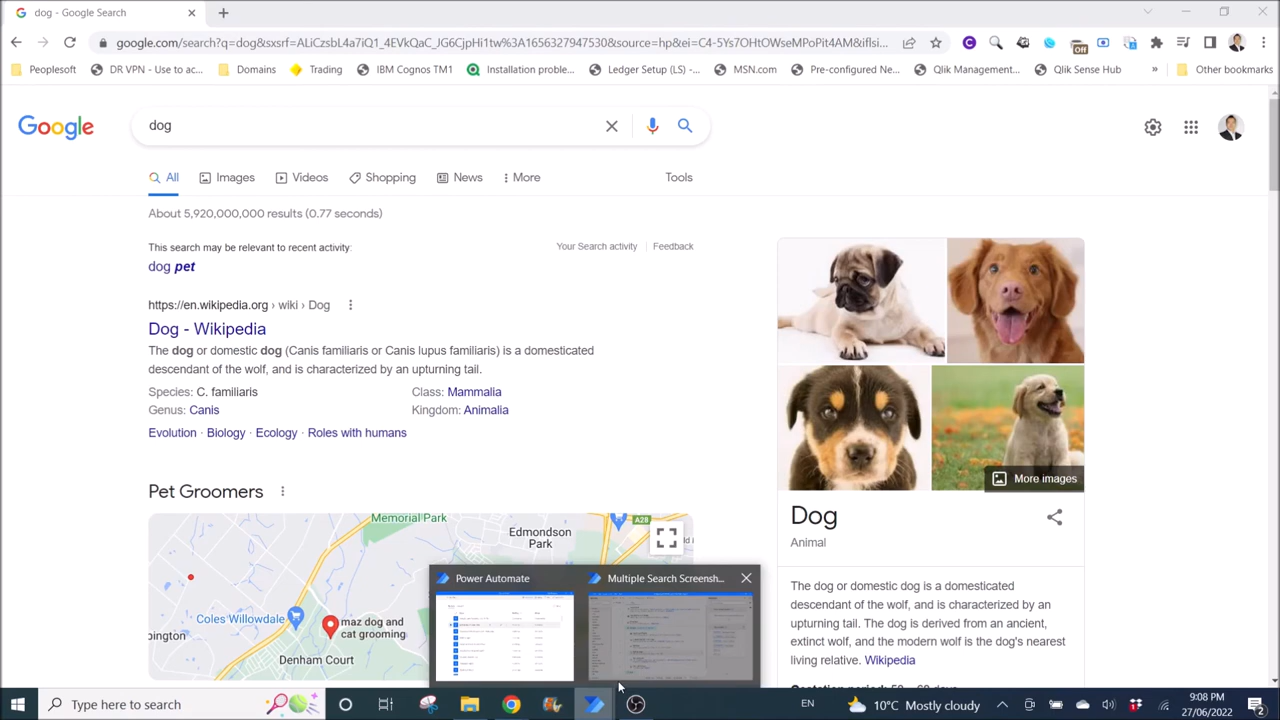 dog - Google Search
google.com/search?q=dog&sxsrf=ALiCzsbL4a-iQ1_4EVkQaC_JG6CjpHi1tw%3A1656327947530&source=hp&ei=C4-5Ys7OHtOWseMPoPit4AM&iflsi...
Off
Peoplesoft
DR VPN - Use to ac...
Domains
Trading
IBM Cognos TM1
Installation proble...
Ledger Setup (LS) -...
MSN.com
Pre-configured Ne...
Qlik Management...
Qlik Sense Hub
»
Other bookmarks
Google
dog
All
Images
Videos
Shopping
News
More
Tools
About 5,920,000,000 results (0.77 seconds)
This search may be relevant to recent activity:
Your Search activity
Feedback
dog pet
https://en.wikipedia.org › wiki › Dog
Dog - Wikipedia
The dog or domestic dog (Canis familiaris or Canis lupus familiaris) is a domesticated
descendant of the wolf, and is characterized by an upturning tail.
Species: C. familiaris
Class: Mammalia
Genus: Canis
Kingdom: Animalia
Evolution · Biology · Ecology · Roles with humans
More images
Pet Groomers
Dog
Animal
Memorial Park
A28
Edmondson
Park
Coles Willowdale
maz.dog and
cat grooming
Denham Court
Power Automate
Multiple Search Screensh...
The dog or domestic dog is a domesticated
descendant of the wolf, and is characterized by an
upturning tail. The dog is derived from an ancient,
extinct wolf, and the modern wolf is the dog's nearest
living relative. Wikipedia
Type here to search
EN
10°C Mostly cloudy
9:08 PM
27/06/2022
2